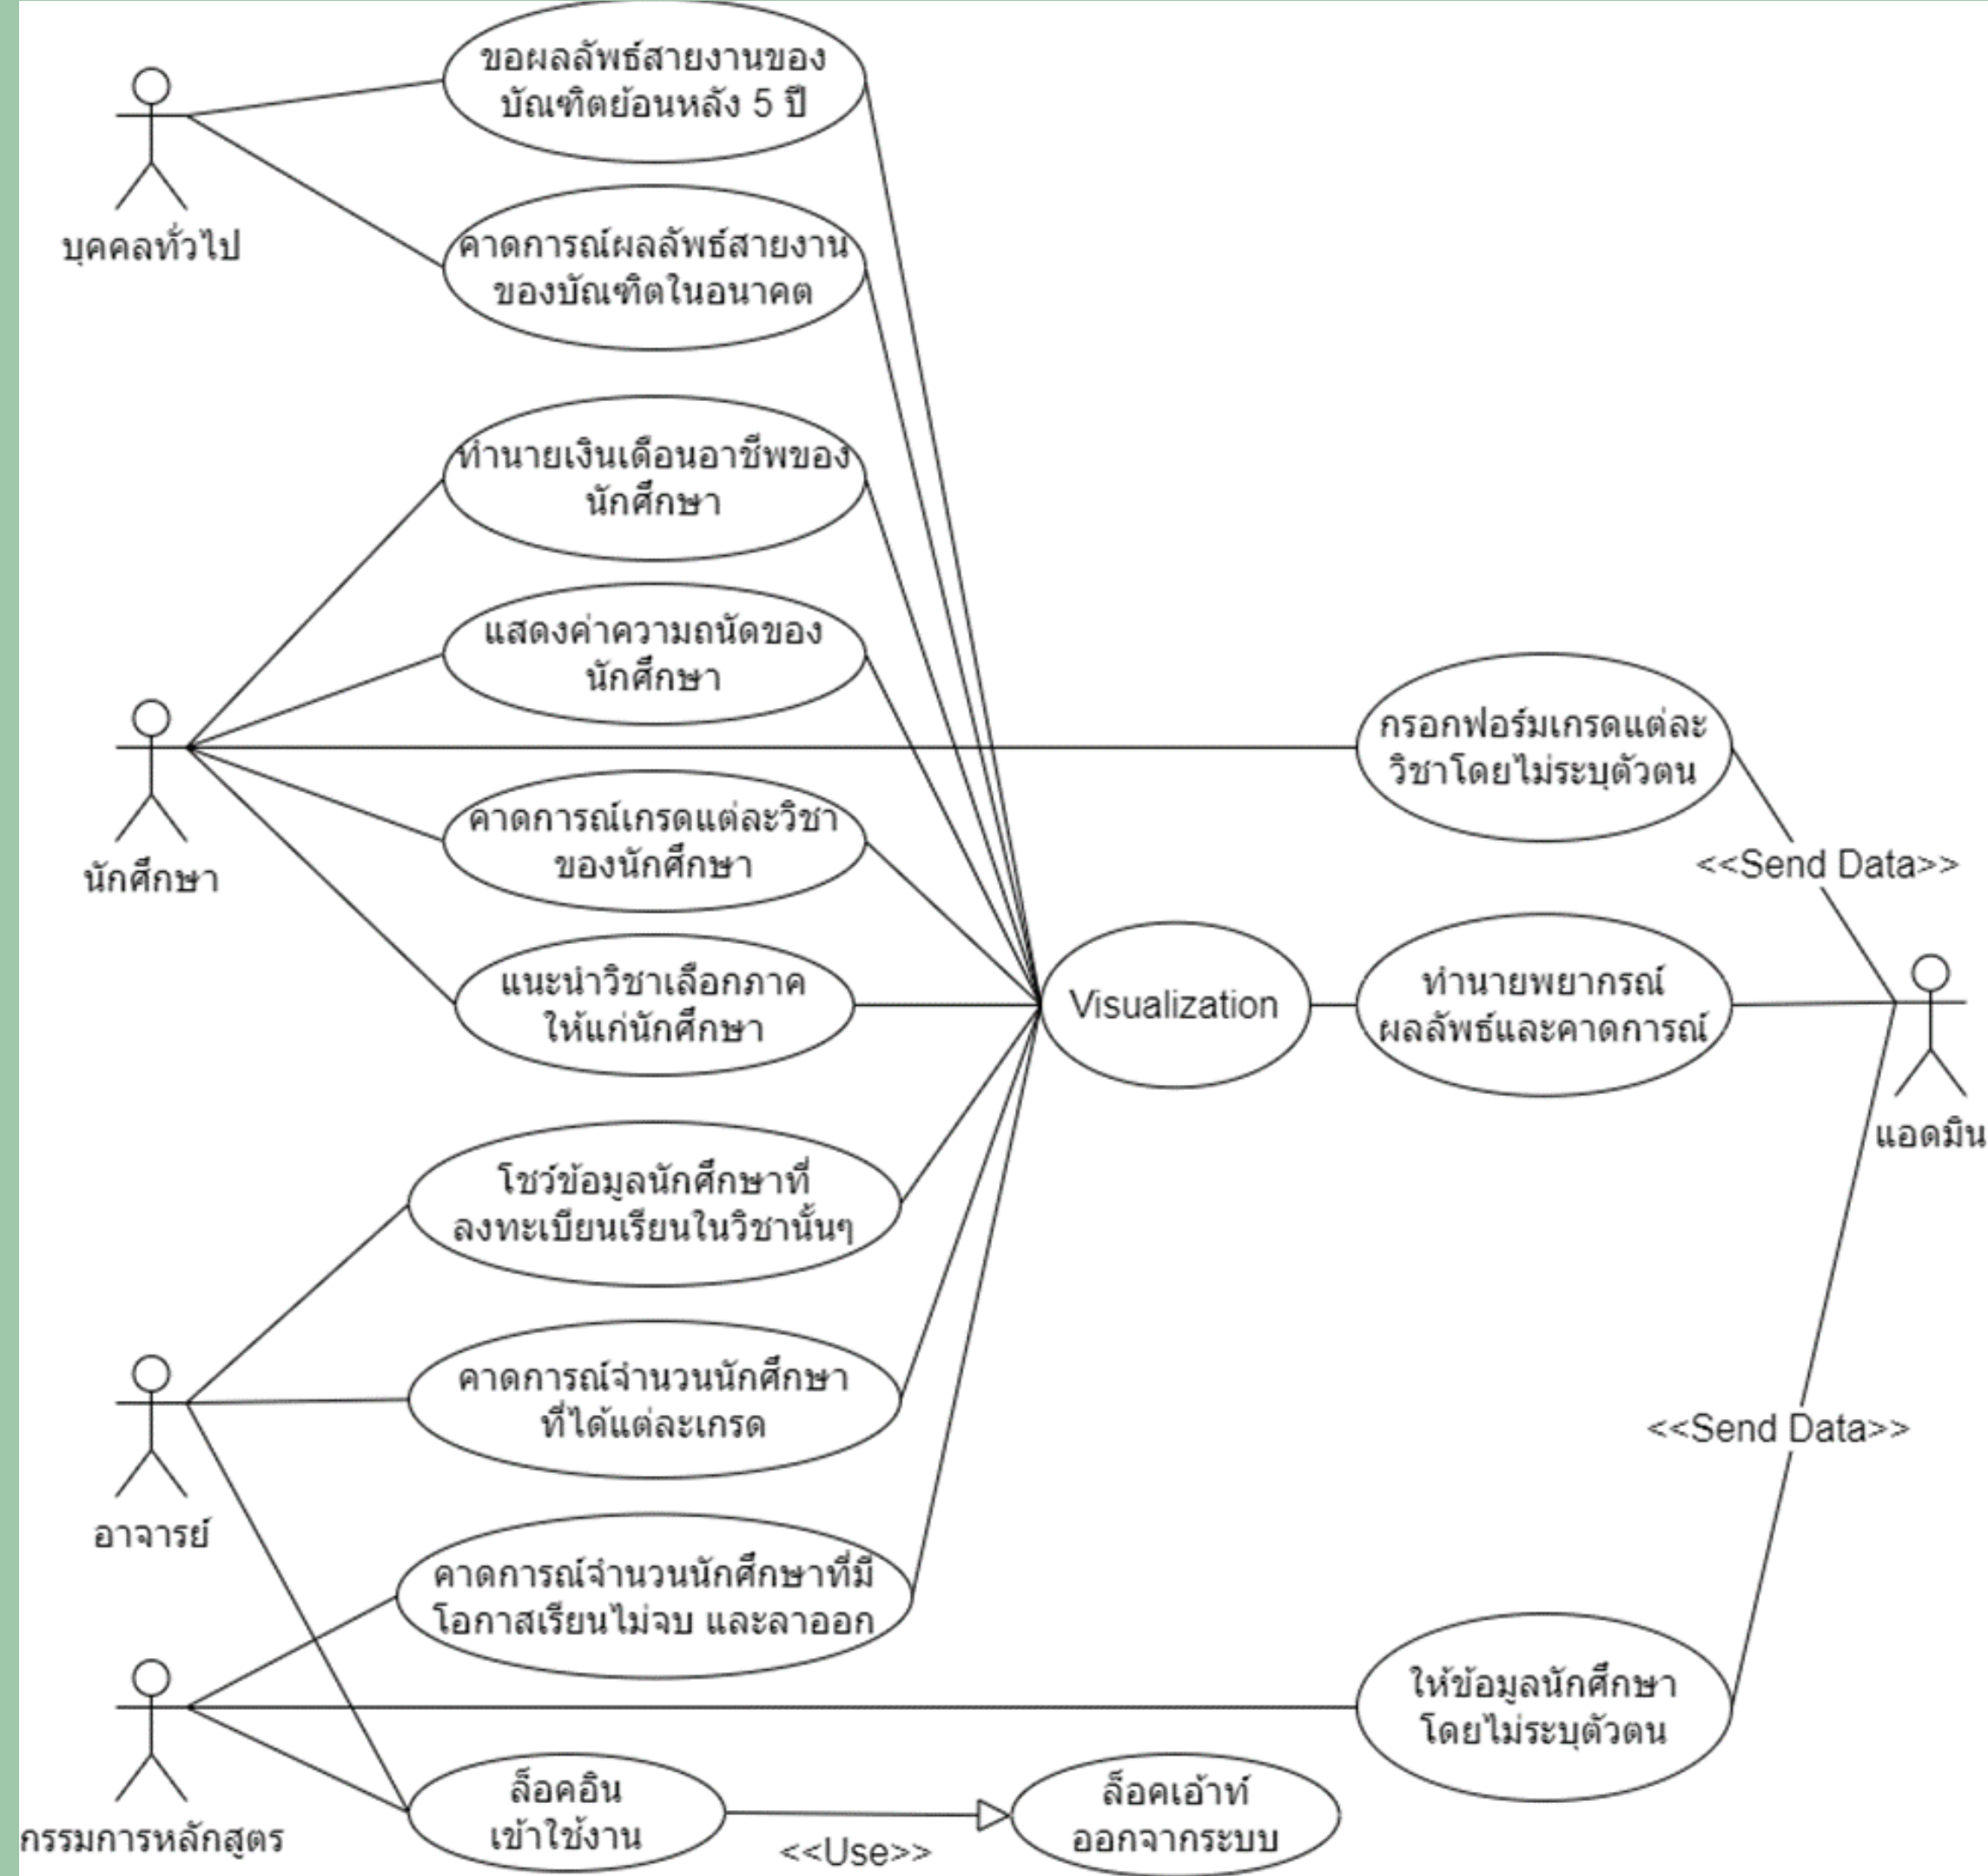 ขอผลลัพธ์สายงานของ
บัณฑิตย้อนหลัง 5 ปี
บุคคลทั่วไป
คาดการณ์ผลลัพธ์สายงาน
ของบัณฑิตในอนาคต
ทำนายเงินเดือนอาชีพของ
นักศึกษา
แสดงค่าความถนัดของ
นักศึกษา
กรอกฟอร์มเกรดแต่ละ
วิชาโดยไม่ระบุตัวตน
นักศึกษา
คาดการณ์เกรดแต่ละวิชา
ของนักศึกษา
<<Send Data>>
แนะนำวิชาเลือกภาค
ให้แก่นักศึกษา
Visualization
ทำนายพยากรณ์
ผลลัพธ์และคาดการณ์
แอดมิน
โชว์ข้อมูลนักศึกษาที่
ลงทะเบียนเรียนในวิชานั้นๆ
คาดการณ์จำนวนนักศึกษา
ที่ได้แต่ละเกรด
<<Send Data>>
อาจารย์
คาดการณ์จำนวนนักศึกษาที่มี
โอกาสเรียนไม่จบ และลาออก
ให้ข้อมูลนักศึกษา
โดยไม่ระบุตัวตน
กรรมการหลักสูตร
ล็อคอิน
เข้าใช้งาน
<<Use>>
ล็อคเอ้าท์
ออกจากระบบ